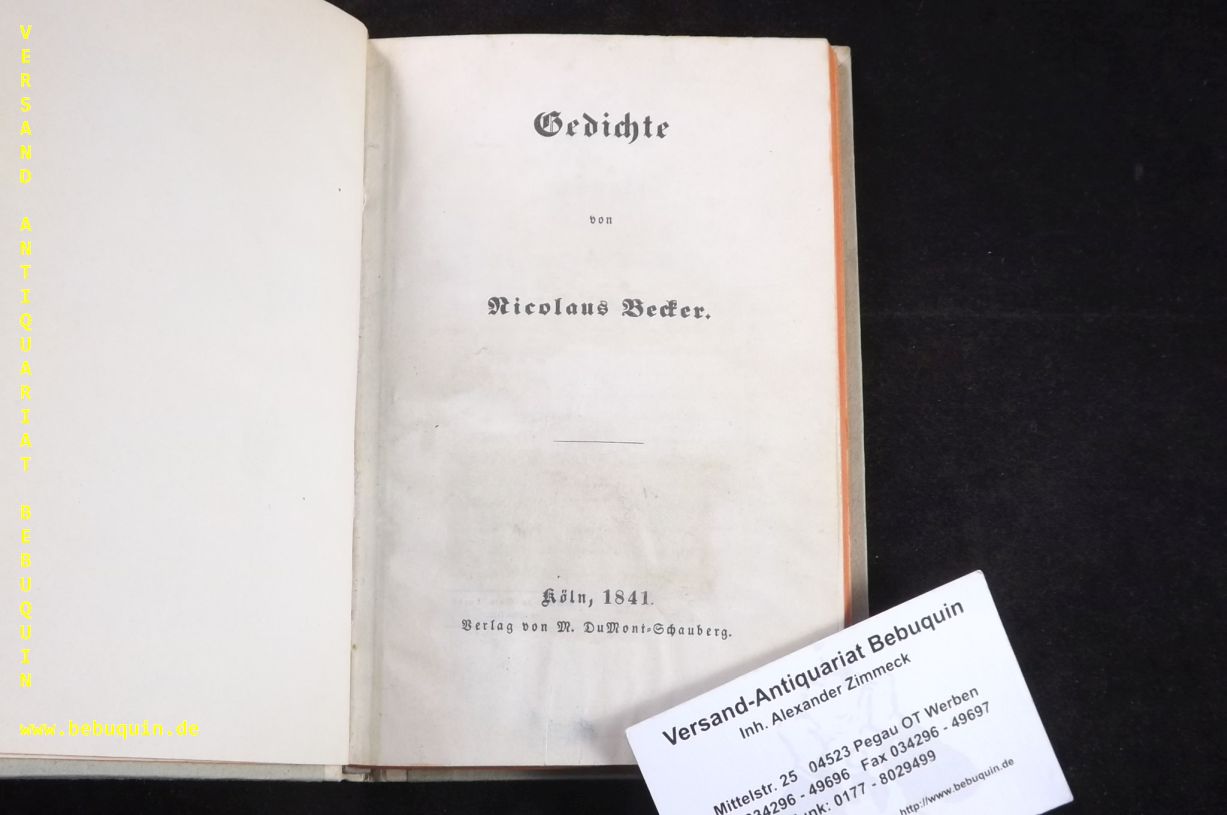 VERSAND ANTIQUARIAT BEBUQUIN
www.bebuquin.de
Gedichte
von
Nicolaus Becker.
Köln, 1841.
Verlag von M. DuMont-Schauberg.
Versand-Antiquariat Bebuquin
Inh. Alexander Zimmeck
Mittelstr. 25 04523 Pegau OT Werben
034296 - 49696 Fax 034296 - 49697
0177 - 8029499
http://www.bebuquin.de